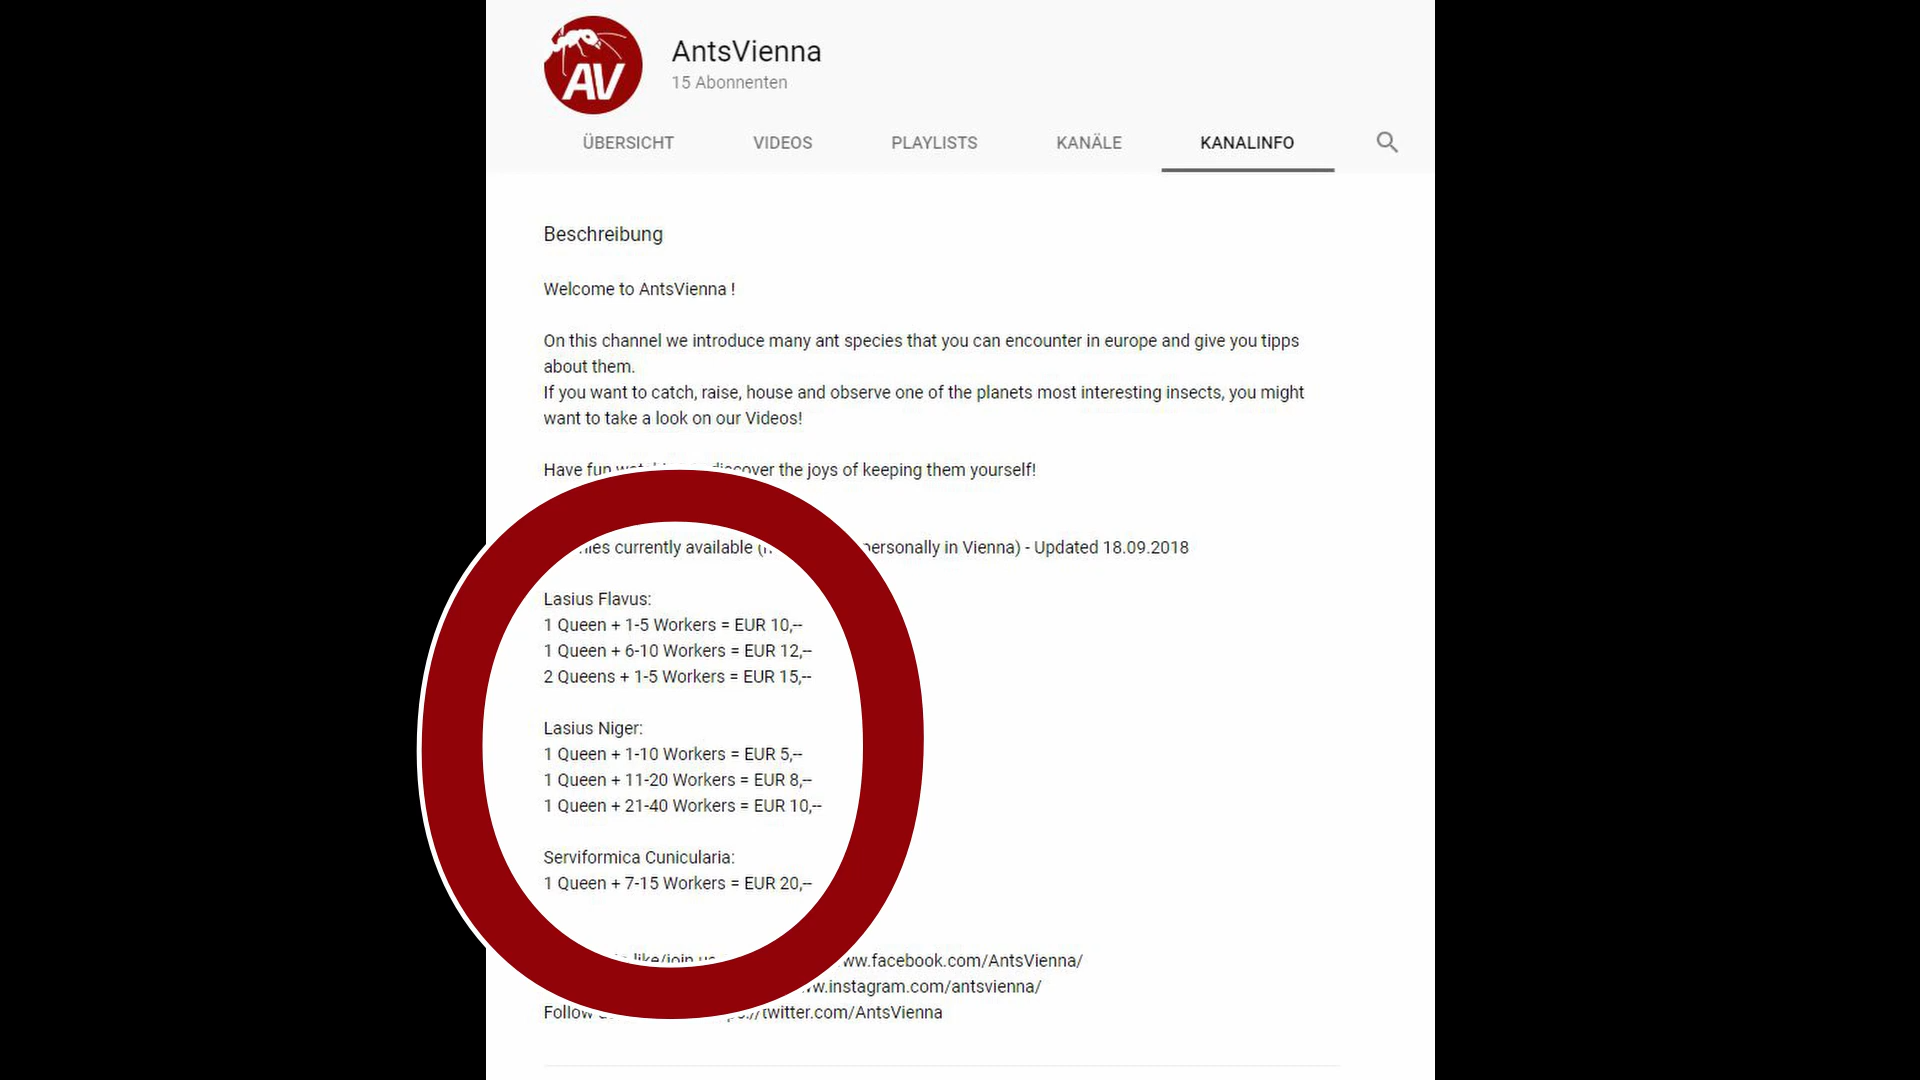 AV
AntsVienna
15 Abonnenten
ÜBERSICHT VIDEOS PLAYLISTS KANÄLE KANALINFO
Beschreibung
Welcome to AntsVienna !
On this channel we introduce many ant species that you can encounter in europe and give you tipps
about them.
If you want to catch, raise, house and observe one of the planets most interesting insects, you might
want to take a look on our Videos!
Have fun discover the joys of keeping them yourself!
currently available personally in Vienna) - Updated 18.09.2018
Lasius Flavus:
1 Queen + 1-5 Workers = EUR 10,--
1 Queen + 6-10 Workers = EUR 12,--
2 Queens + 1-5 Workers = EUR 15,--
Lasius Niger:
1 Queen + 1-10 Workers = EUR 5,--
1 Queen + 11-20 Workers = EUR 8,--
1 Queen + 21-40 Workers = EUR 10,--
Serviformica Cunicularia:
1 Queen + 7-15 Workers = EUR 20,--
like/join ww.facebook.com/AntsVienna/
w.instagram.com/antsvienna/
Follow ://twitter.com/AntsVienna